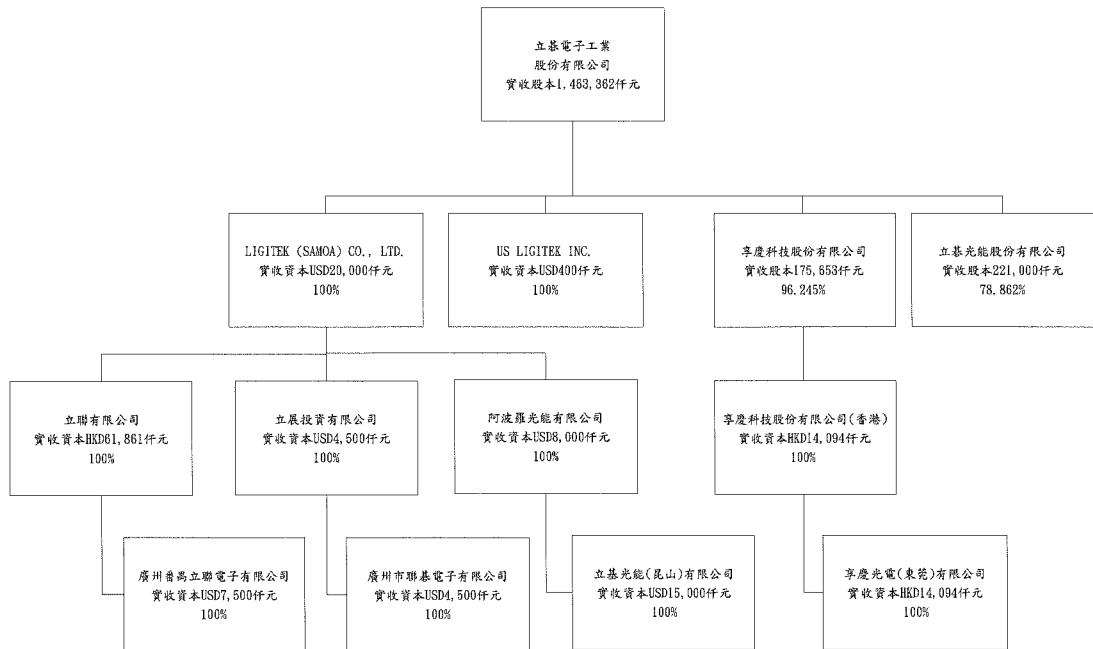 立碁電子工業
股份有限公司
實收股本1,463,362仟元
LIGITEK (SAMOA) CO., LTD.
實收資本USD20,000仟元
100%
US LIGITEK INC.
實收資本USD400仟元
100%
享慶科技股份有限公司
實收股本175,653仟元
96.245%
立碁光能股份有限公司
實收股本221,000仟元
78.862%
立聯有限公司
實收資本HKD61,861仟元
100%
立展投資有限公司
實收資本USD4,500仟元
100%
阿波羅光能有限公司
實收資本USD8,000仟元
100%
享慶科技股份有限公司(香港)
實收資本HKD14,094仟元
100%
廣州番禺立聯電子有限公司
實收資本USD7,500仟元
100%
廣州市聯碁電子有限公司
實收資本USD4,500仟元
100%
立基光能(昆山)有限公司
實收資本USD15,000仟元
100%
享慶光電(東莞)有限公司
實收資本HKD14,094仟元
100%